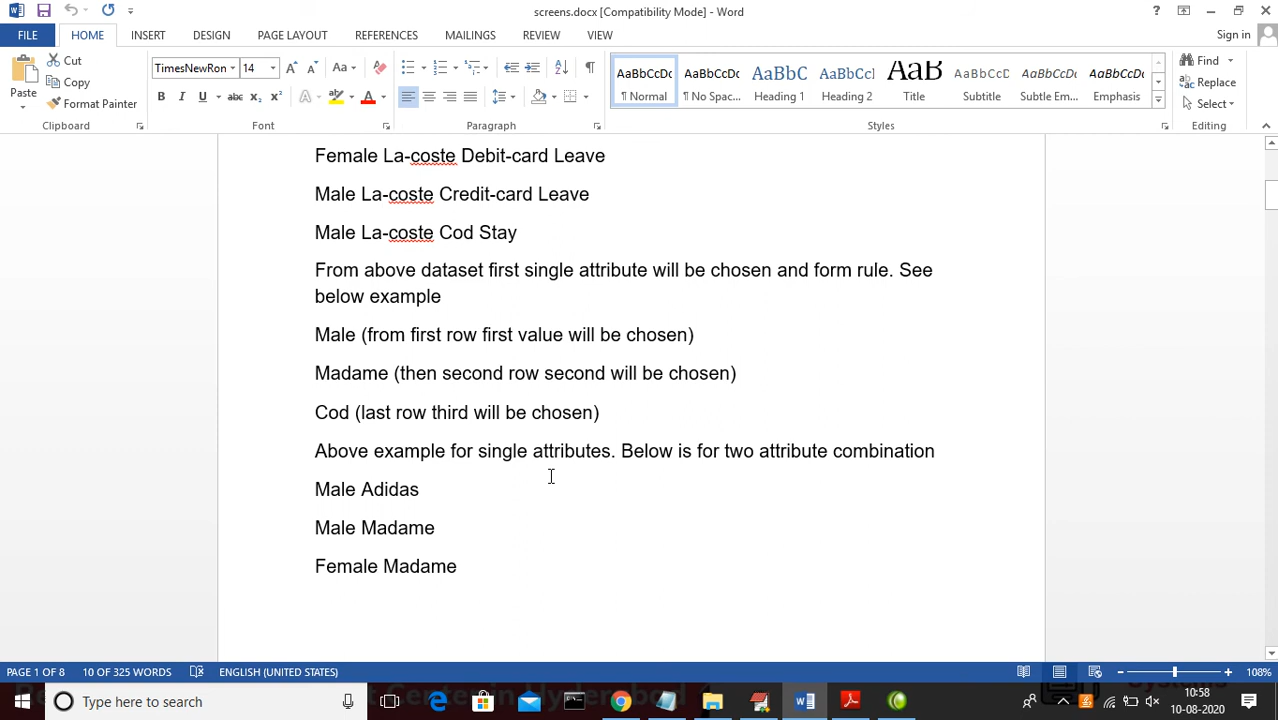 screens.docx [Compatibility Mode] - Word
Sign in
FILE HOME INSERT DESIGN PAGE LAYOUT REFERENCES MAILINGS REVIEW VIEW
Paste
Cut
Copy
Format Painter
Clipboard
TimesNewRon 14
Font
Paragraph
AaBbCcDc AaBbCcDc AaBbC AaBbCcl AaB AaBbCcD AaBbCcDc AaBbCcDc
¶ Normal ¶ No Spac... Heading 1 Heading 2 Title Subtitle Subtle Em... Emphasis
Styles
Find
Replace
Select
Editing
Female La-coste Debit-card Leave
Male La-coste Credit-card Leave
Male La-coste Cod Stay
From above dataset first single attribute will be chosen and form rule. See
below example
Male (from first row first value will be chosen)
Madame (then second row second will be chosen)
Cod (last row third will be chosen)
Above example for single attributes. Below is for two attribute combination
Male Adidas
Male Madame
Female Madame
PAGE 1 OF 8 10 OF 325 WORDS ENGLISH (UNITED STATES) 108%
Type here to search
10:58
10-08-2020